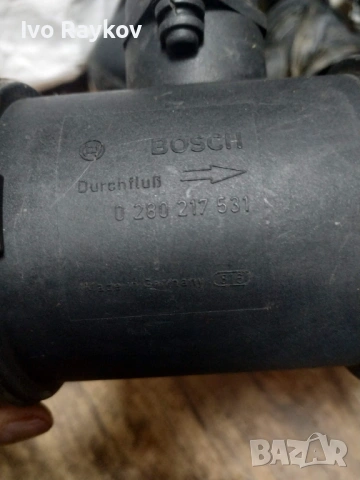 Ivo Raykov
BOSCH
Durchfluß
0 280 217 531
Made in Germany
BAZAR
bg